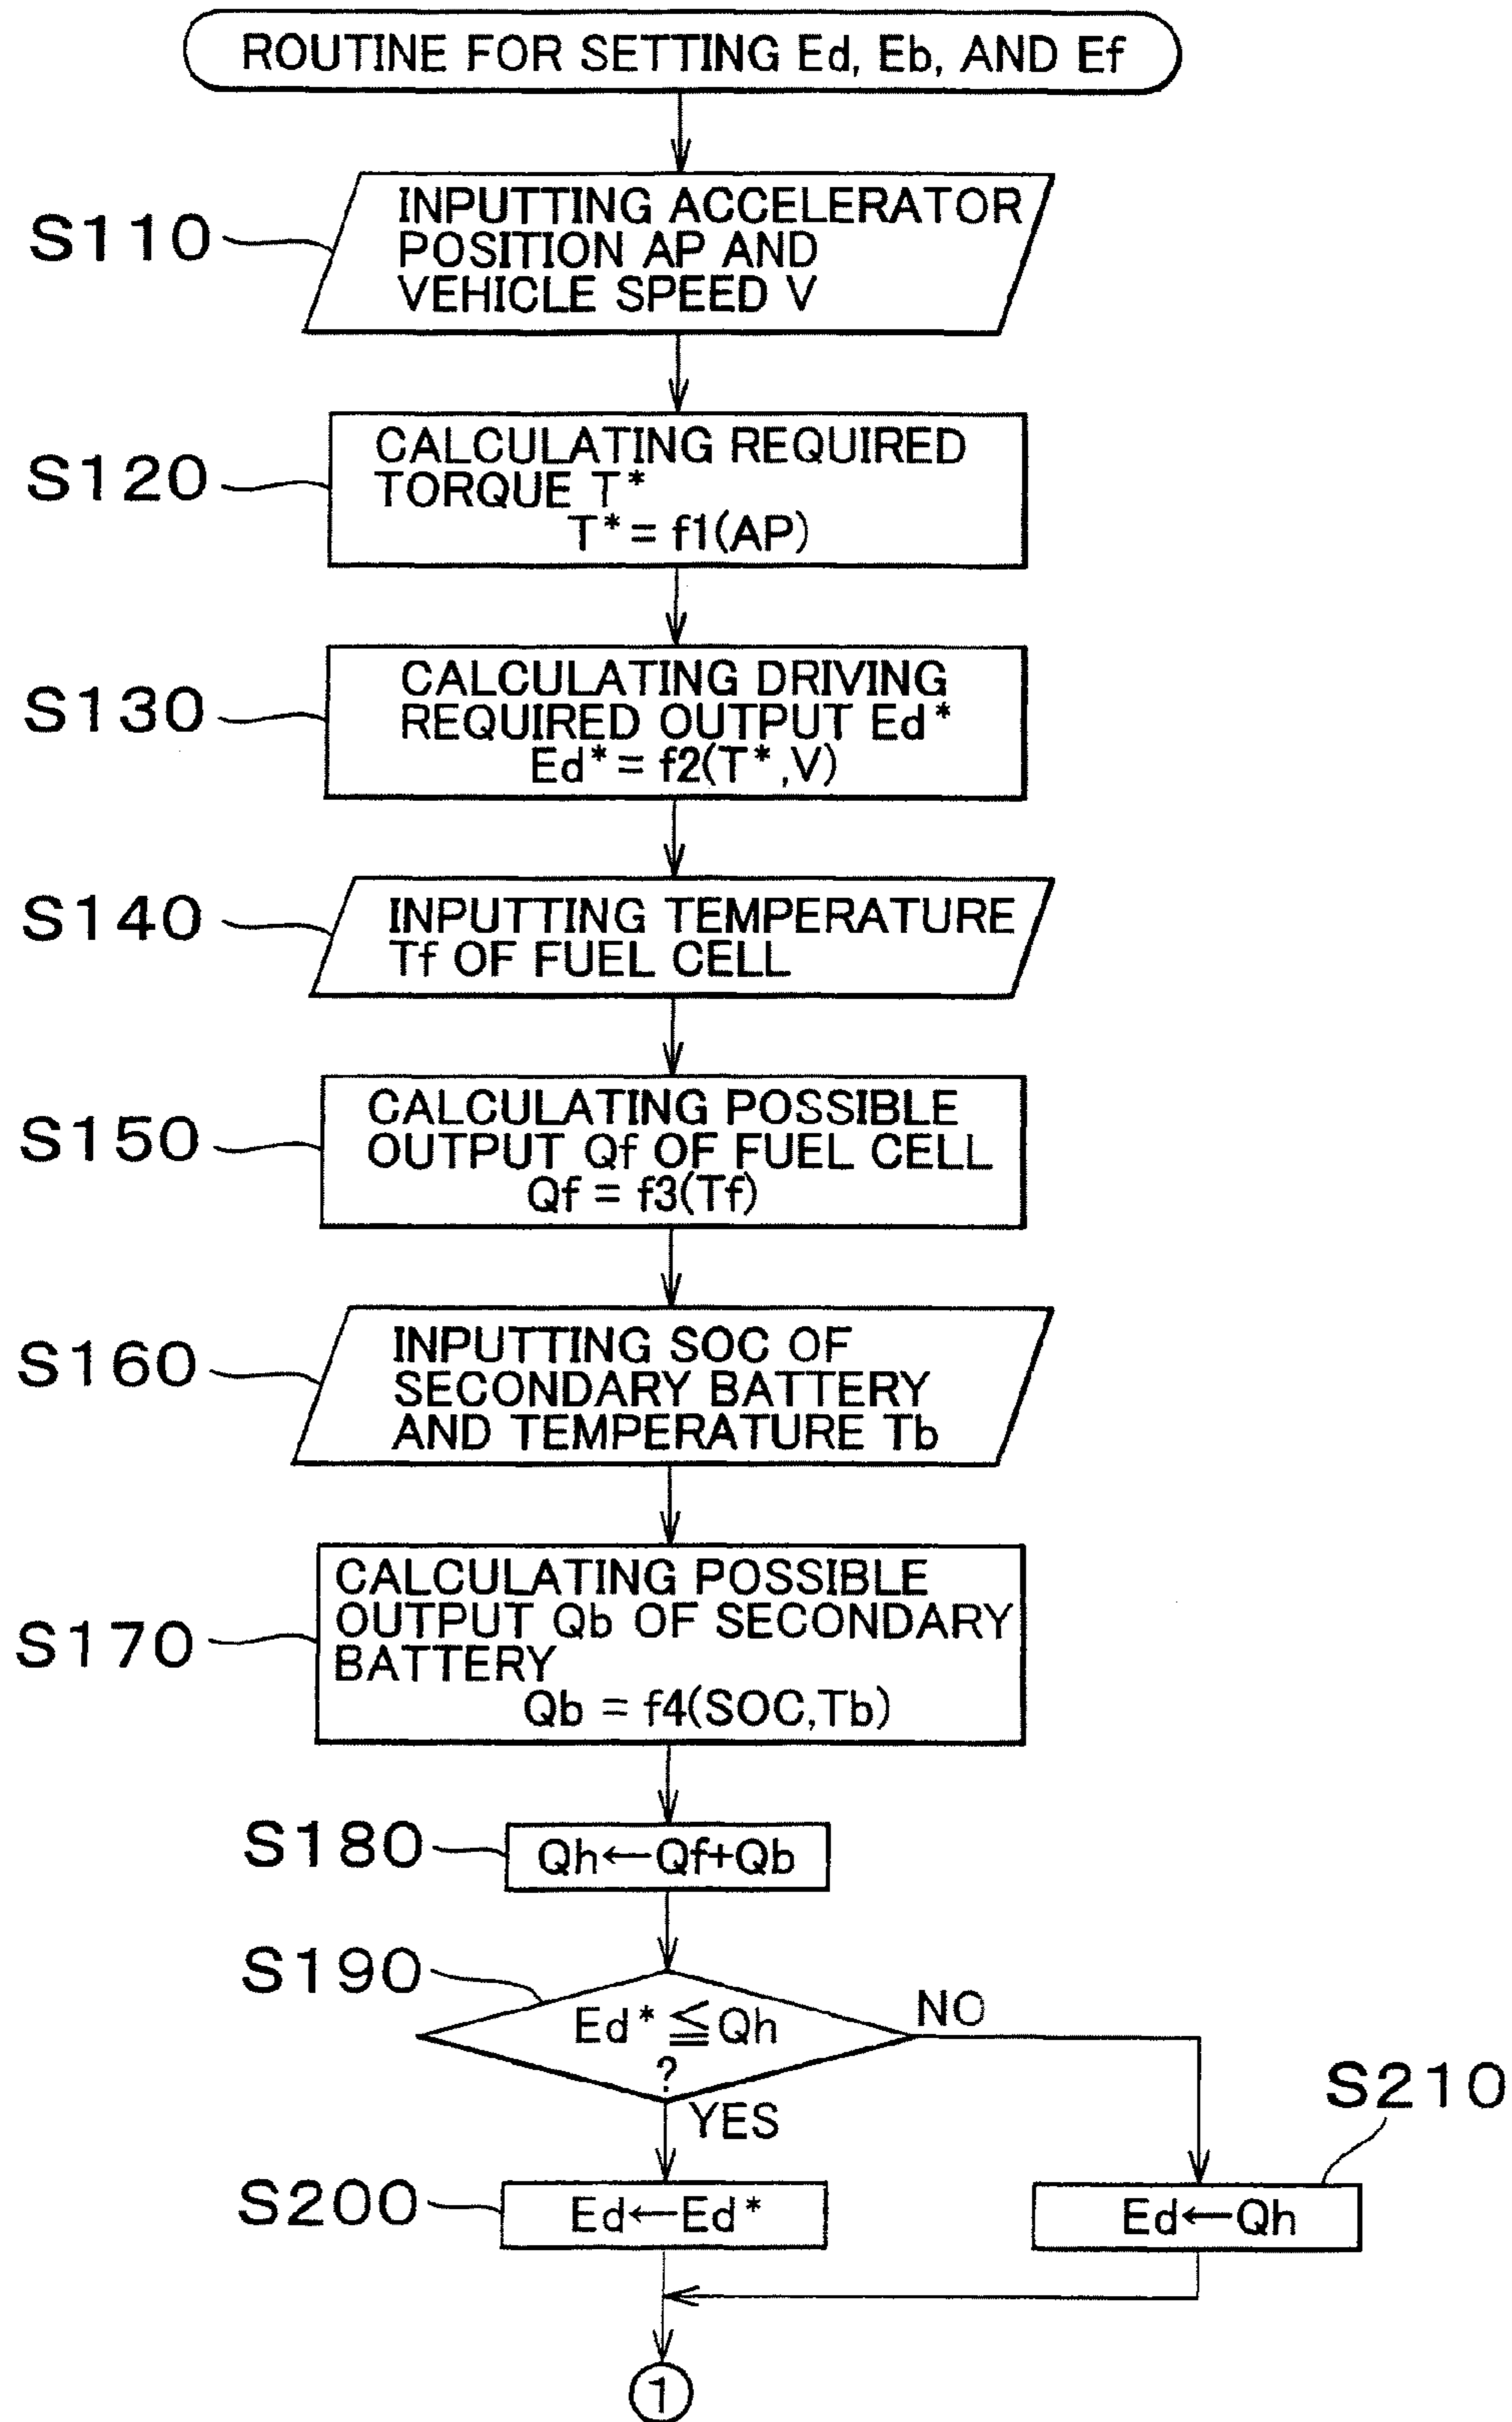 ROUTINE FOR SETTING Ed, Eb, AND Ef
S110
INPUTTING ACCELERATOR
POSITION AP AND
VEHICLE SPEED V
S120
CALCULATING REQUIRED
TORQUE T*
T* = f1(AP)
S130
CALCULATING DRIVING
REQUIRED OUTPUT Ed*
Ed* = f2(T*,V)
S140
INPUTTING TEMPERATURE
Tf OF FUEL CELL
S150
CALCULATING POSSIBLE
OUTPUT Qf OF FUEL CELL
Qf = f3(Tf)
S160
INPUTTING SOC OF
SECONDARY BATTERY
AND TEMPERATURE Tb
S170
CALCULATING POSSIBLE
OUTPUT Qb OF SECONDARY
BATTERY
Qb = f4(SOC,Tb)
S180
Qh←Qf+Qb
S190
Ed*≦Qh
?
NO
YES
S200
Ed←Ed*
S210
Ed←Qh
1